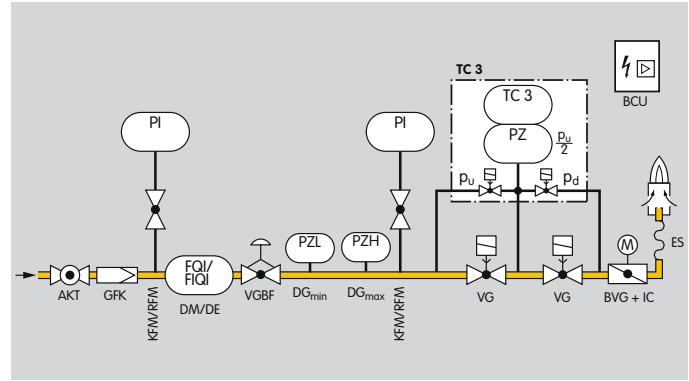 TC 3
BCU
PI
PI
TC 3
PZ
pu
2
pu
pd
PZL
PZH
M
ES
FQI/
FIQI
AKT
GFK
KFM/RFM
DM/DE
VGBF
DGmin
DGmax
KFM/RFM
VG
VG
BVG + IC